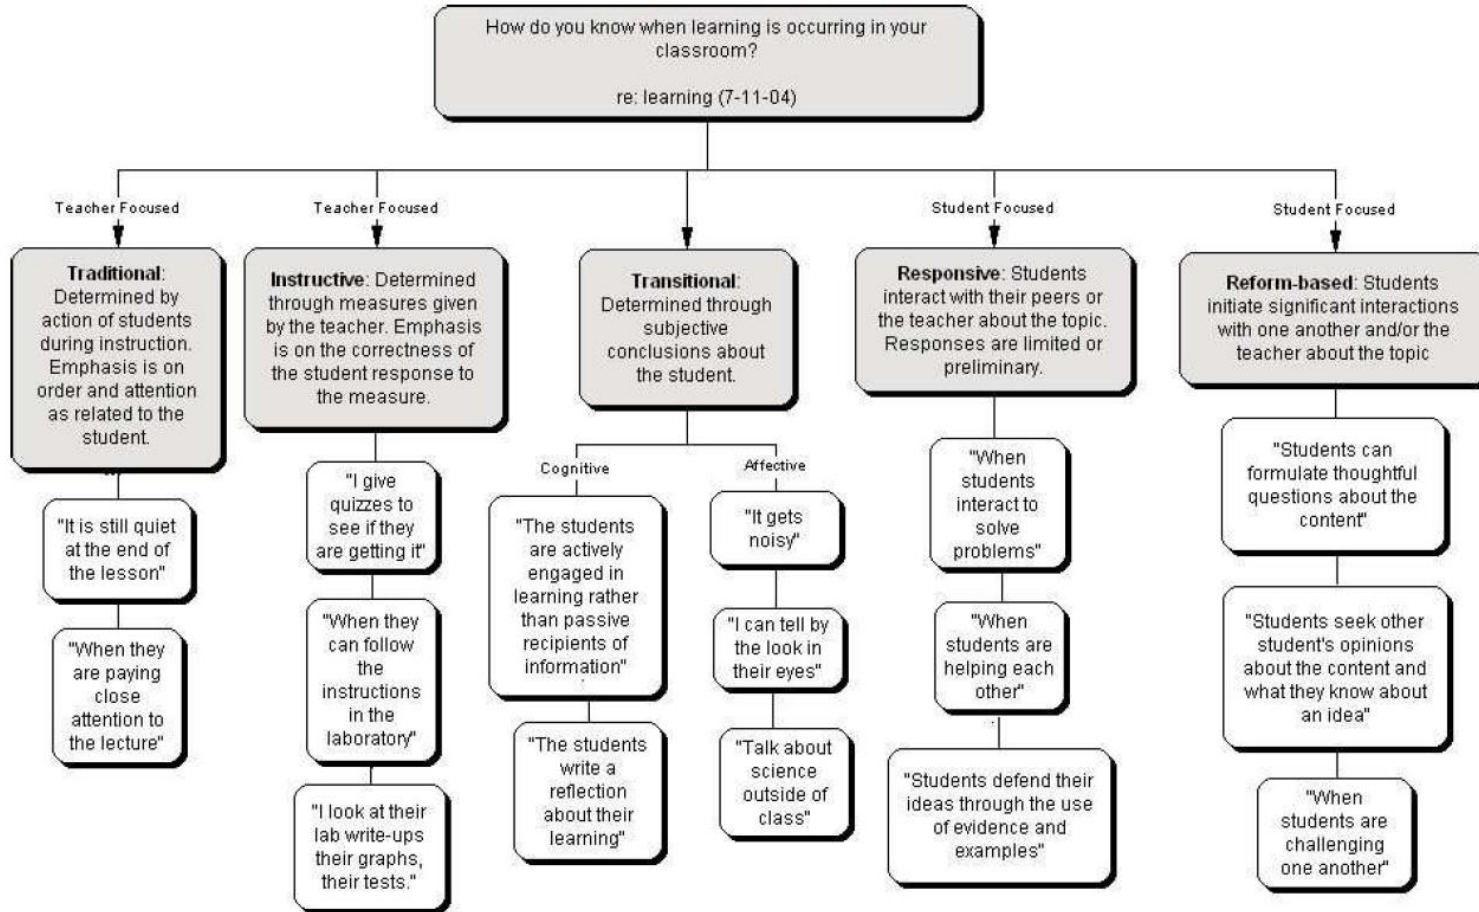 How do you know when learning is occurring in your
classroom?
re: learning (7-11-04)
Teacher Focused
Teacher Focused
Student Focused
Student Focused
Traditional:
Determined by
action of students
during instruction.
Emphasis is on
order and attention
as related to the
student.
"It is still quiet
at the end of
the lesson"
"When they
are paying
close
attention to
the lecture"
Instructive: Determined
through measures given
by the teacher. Emphasis
is on the correctness of
the student response to
the measure.
"I give
quizzes to
see if they
are getting it"
"When they
can follow
the
instructions
in the
laboratory"
"I look at their
lab write-ups
their graphs,
their tests."
Transitional:
Determined through
subjective
conclusions about
the student.
Cognitive
"The students
are actively
engaged in
learning rather
than passive
recipients of
information"
"The students
write a
reflection
about their
learning"
Affective
"It gets
noisy"
"I can tell by
the look in
their eyes"
"Talk about
science
outside of
class"
Responsive: Students
interact with their peers or
the teacher about the topic.
Responses are limited or
preliminary.
"When
students
interact to
solve
problems"
"When
students are
helping each
other"
"Students defend their
ideas through the use
of evidence and
examples"
Reform-based: Students
initiate significant interactions
with one another and/or the
teacher about the topic
"Students can
formulate thoughtful
questions about the
content"
"Students seek other
student's opinions
about the content and
what they know about
an idea"
"When
students are
challenging
one another"